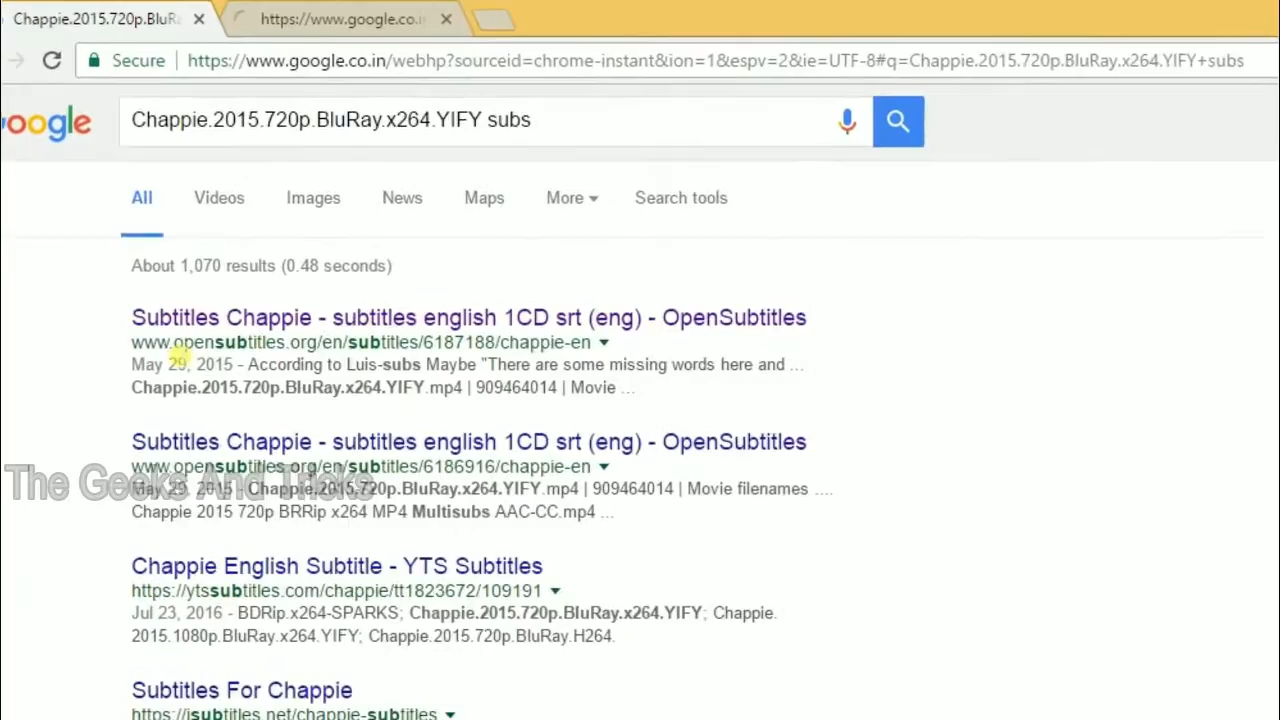 Chappie.2015.720p.BluRa
https://www.google.co.i
Secure https://www.google.co.in/webhp?sourceid=chrome-instant&ion=1&espv=2&ie=UTF-8#q=Chappie.2015.720p.BluRay.x264.YIFY+subs
oogle Chappie.2015.720p.BluRay.x264.YIFY subs
All Videos Images News Maps More Search tools
About 1,070 results (0.48 seconds)
Subtitles Chappie - subtitles english 1CD srt (eng) - OpenSubtitles
www.opensubtitles.org/en/subtitles/6187188/chappie-en
May 29, 2015 - According to Luis-subs Maybe "There are some missing words here and ...
Chappie.2015.720p.BluRay.x264.YIFY.mp4 | 909464014 | Movie ...
Subtitles Chappie - subtitles english 1CD srt (eng) - OpenSubtitles
www.opensubtitles.org/en/subtitles/6186916/chappie-en
The Geeks And Tricks
May 29, 2015 - Chappie.2015.720p.BluRay.x264.YIFY.mp4 | 909464014 | Movie filenames ....
Chappie 2015 720p BRRip x264 MP4 Multisubs AAC-CC.mp4 ...
Chappie English Subtitle - YTS Subtitles
https://ytssubtitles.com/chappie/tt1823672/109191
Jul 23, 2016 - BDRip.x264-SPARKS; Chappie.2015.720p.BluRay.x264.YIFY; Chappie.
2015.1080p.BluRay.x264.YIFY; Chappie.2015.720p.BluRay.H264.
Subtitles For Chappie
https://isubtitles.net/chappie-subtitles